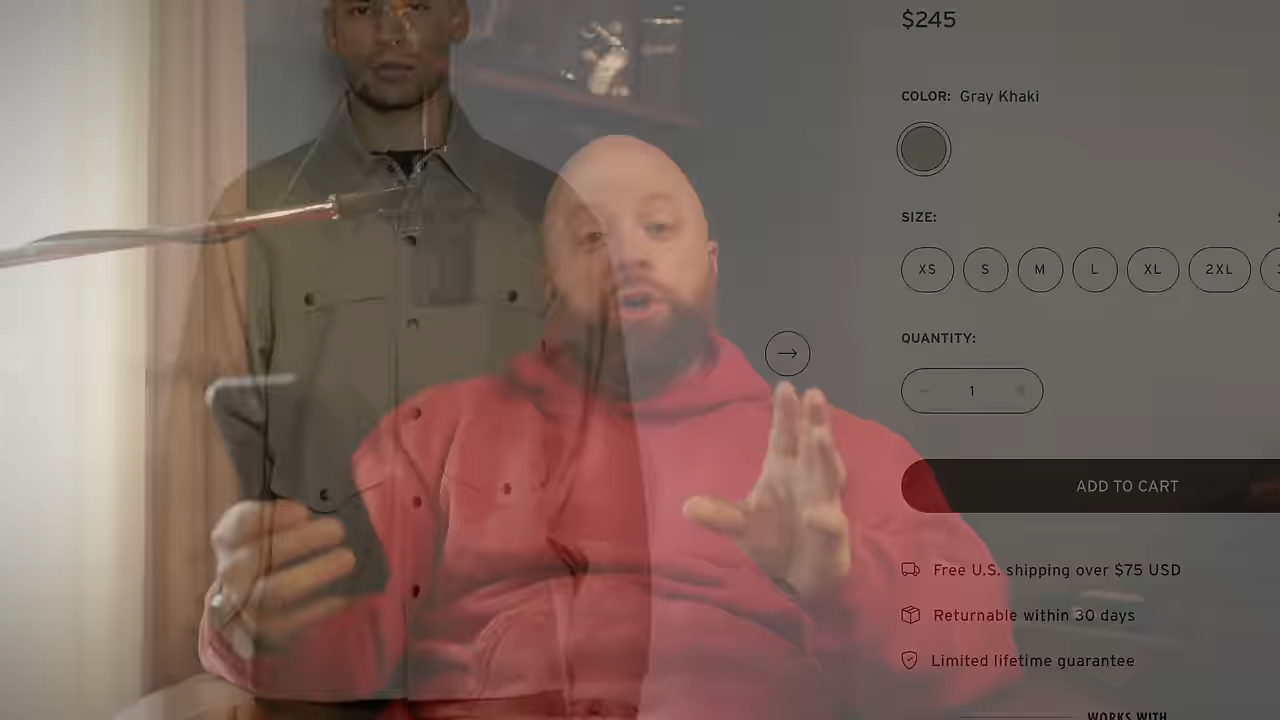 $245
COLOR: Gray Khaki
SIZE:
XS S M L XL 2XL
QUANTITY:
1
ADD TO CART
Free U.S. shipping over $75 USD
Returnable within 30 days
Limited lifetime guarantee
WORKS WITH